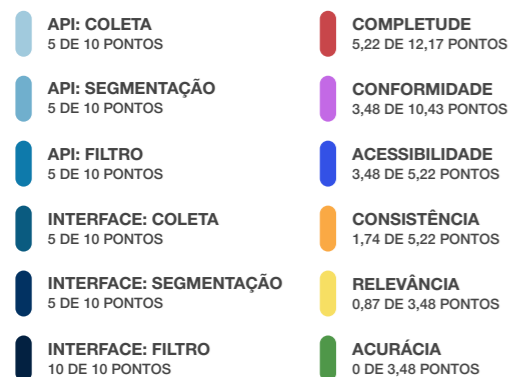 API: COLETA
5 DE 10 PONTOS
API: SEGMENTAÇÃO
5 DE 10 PONTOS
API: FILTRO
5 DE 10 PONTOS
INTERFACE: COLETA
5 DE 10 PONTOS
INTERFACE: SEGMENTAÇÃO
5 DE 10 PONTOS
INTERFACE: FILTRO
10 DE 10 PONTOS
COMPLETUDE
5,22 DE 12,17 PONTOS
CONFORMIDADE
3,48 DE 10,43 PONTOS
ACESSIBILIDADE
3,48 DE 5,22 PONTOS
CONSISTÊNCIA
1,74 DE 5,22 PONTOS
RELEVÂNCIA
0,87 DE 3,48 PONTOS
ACURÁCIA
0 DE 3,48 PONTOS